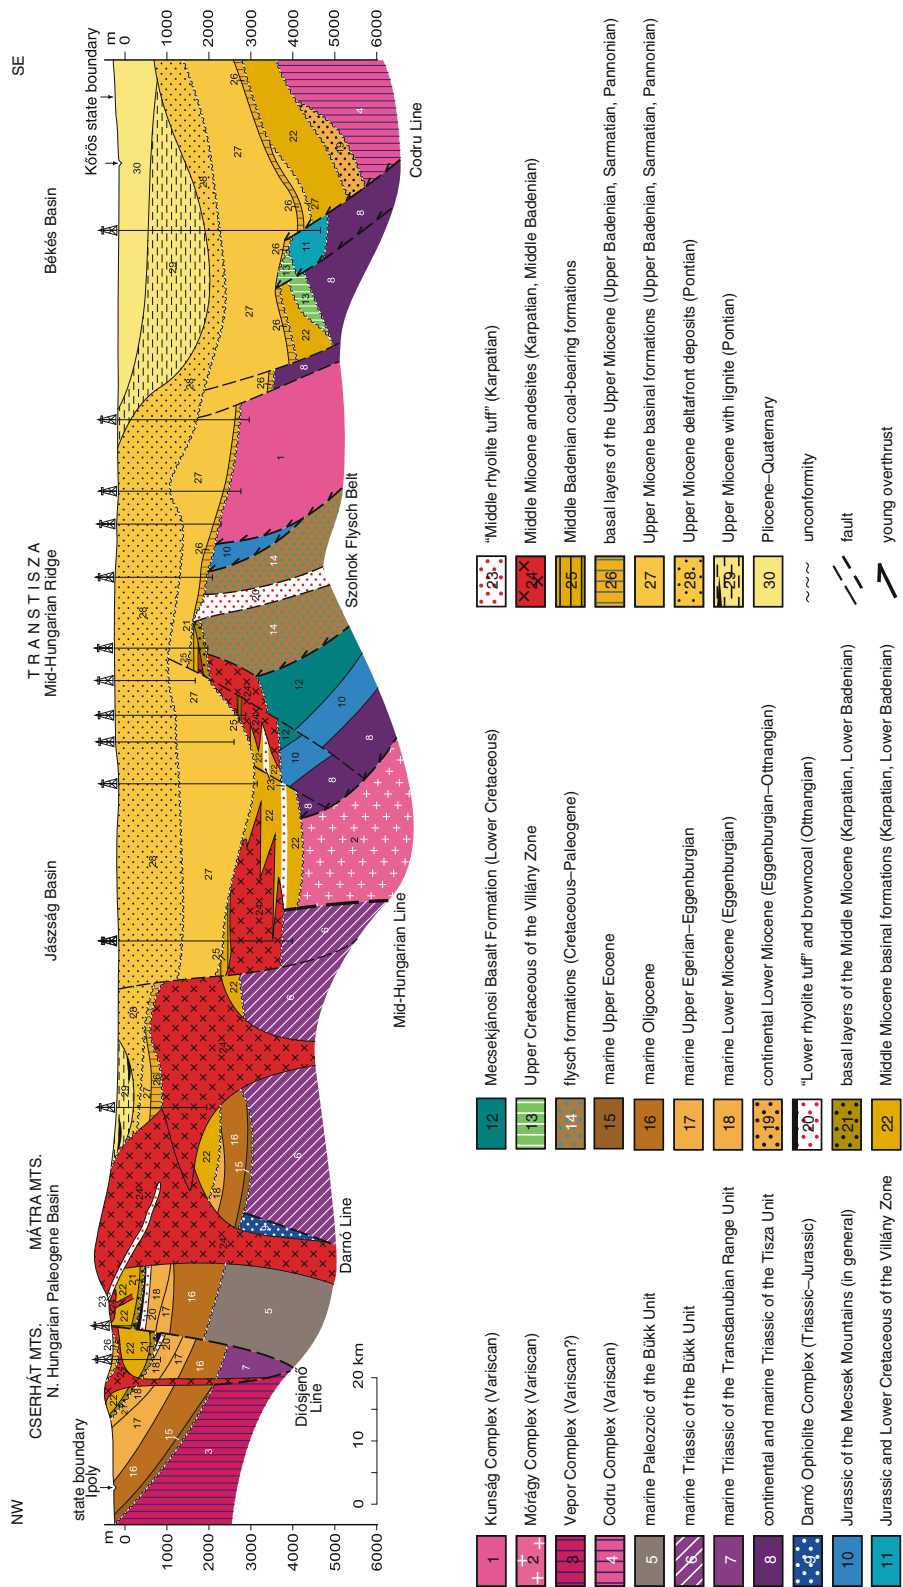 NW
SE
CSERHÁT MTS.
N. Hungarian Paleogene Basin
MÁTRA MTS.
Jászság Basin
T R A N S T I S Z A
Mid-Hungarian Ridge
Békés Basin
state boundary
Ipoly
Kőrös state boundary
m
0
1000
2000
3000
4000
5000
6000
m
0
1000
2000
3000
4000
5000
6000
Diósjenő
Line
Darnó Line
Mid-Hungarian Line
Szolnok Flysch Belt
Codru Line
0 10 20 km
1 Kunság Complex (Variscan)
2 Mórágy Complex (Variscan)
3 Vepor Complex (Variscan?)
4 Codru Complex (Variscan)
5 marine Paleozoic of the Bükk Unit
6 marine Triassic of the Bükk Unit
7 marine Triassic of the Transdanubian Range Unit
8 continental and marine Triassic of the Tisza Unit
9 Darnó Ophiolite Complex (Triassic–Jurassic)
10 Jurassic of the Mecsek Mountains (in general)
11 Jurassic and Lower Cretaceous of the Villány Zone
12 Mecsekjánosi Basalt Formation (Lower Cretaceous)
13 Upper Cretaceous of the Villány Zone
14 flysch formations (Cretaceous–Paleogene)
15 marine Upper Eocene
16 marine Oligocene
17 marine Upper Egerian–Eggenburgian
18 marine Lower Miocene (Eggenburgian)
19 continental Lower Miocene (Eggenburgian–Ottnangian)
20 “Lower rhyolite tuff” and browncoal (Ottnangian)
21 basal layers of the Middle Miocene (Karpatian, Lower Badenian)
22 Middle Miocene basinal formations (Karpatian, Lower Badenian)
23 “Middle rhyolite tuff” (Karpatian)
24 Middle Miocene andesites (Karpatian, Middle Badenian)
25 Middle Badenian coal-bearing formations
26 basal layers of the Upper Miocene (Upper Badenian, Sarmatian, Pannonian)
27 Upper Miocene basinal formations (Upper Badenian, Sarmatian, Pannonian)
28 Upper Miocene deltafront deposits (Pontian)
29 Upper Miocene with lignite (Pontian)
30 Pliocene–Quaternary
unconformity
fault
young overthrust